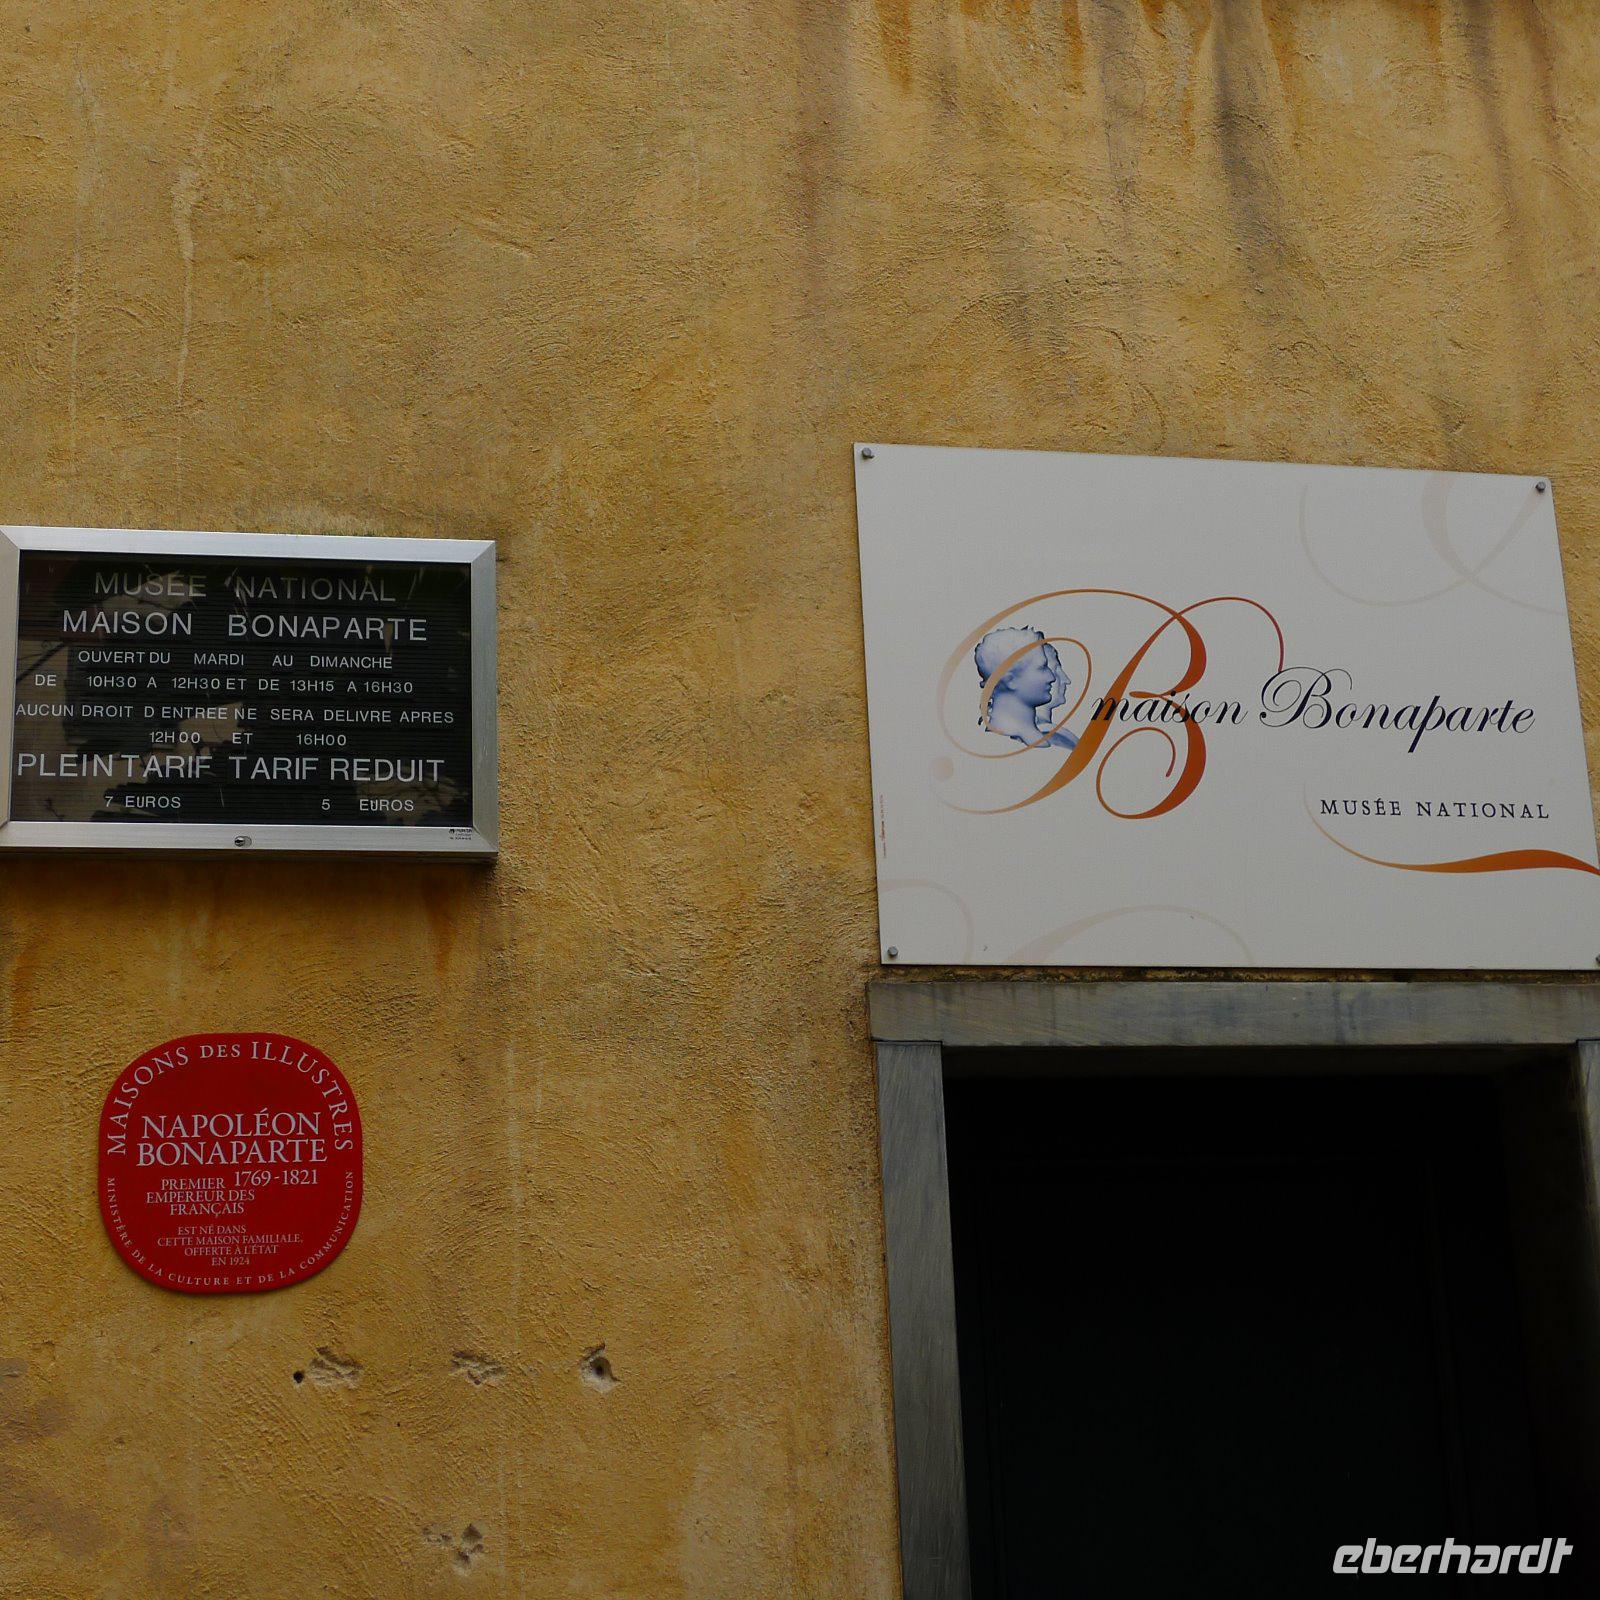 MUSÉE NATIONAL
MAISON BONAPARTE
OUVERT DU MARDI AU DIMANCHE
DE 10H30 A 12H30 ET DE 13H15 A 16H30
AUCUN DROIT D ENTREE NE SERA DELIVRE APRES
12H00 ET 16H00
PLEIN TARIF TARIF REDUIT
7 EUROS 5 EUROS
B
maison Bonaparte
MUSÉE NATIONAL
MAISONS DES ILLUSTRES
NAPOLÉON
BONAPARTE
PREMIER 1769-1821
EMPEREUR DES
FRANÇAIS
EST NÉ DANS
CETTE MAISON FAMILIALE,
OFFERTE À L'ÉTAT
EN 1924
MINISTÈRE DE LA CULTURE ET DE LA COMMUNICATION
eberhardt